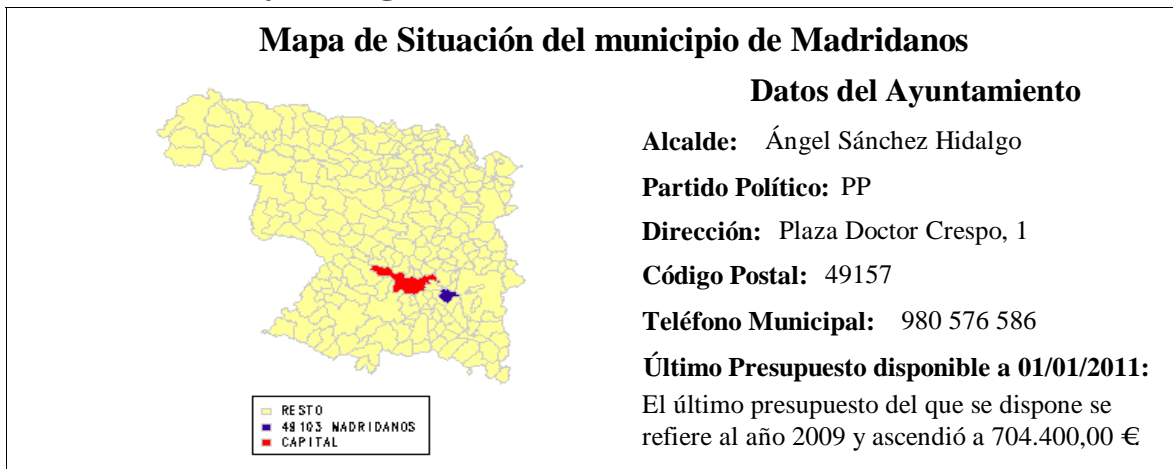 Mapa de Situación del municipio de Madridanos
Datos del Ayuntamiento
Alcalde: Ángel Sánchez Hidalgo
Partido Político: PP
Dirección: Plaza Doctor Crespo, 1
Código Postal: 49157
Teléfono Municipal: 980 576 586
Último Presupuesto disponible a 01/01/2011:
El último presupuesto del que se dispone se
refiere al año 2009 y ascendió a 704.400,00 €
RESTO
49103 MADRIDANOS
CAPITAL